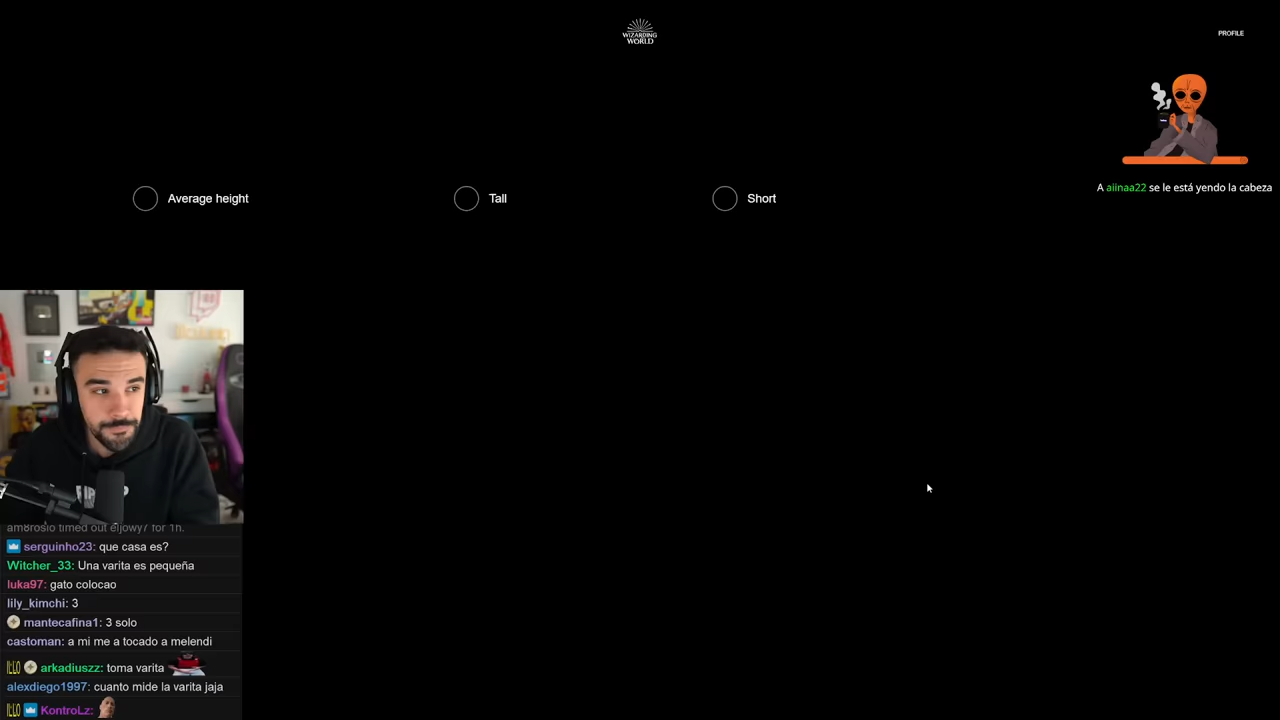 WIZARDING
WORLD
PROFILE
A aiinaa22 se le está yendo la cabeza
Average height
Tall
Short
am8rosio timed out eljowy7 for 1h.
serguinho23: que casa es?
Witcher_33: Una varita es pequeña
luka97: gato colocao
lily_kimchi: 3
mantecafina1: 3 solo
castoman: a mi me a tocado a melendi
ILLO arkadiuszz: toma varita
alexdiego1997: cuanto mide la varita jaja
ILLO KontroLz: